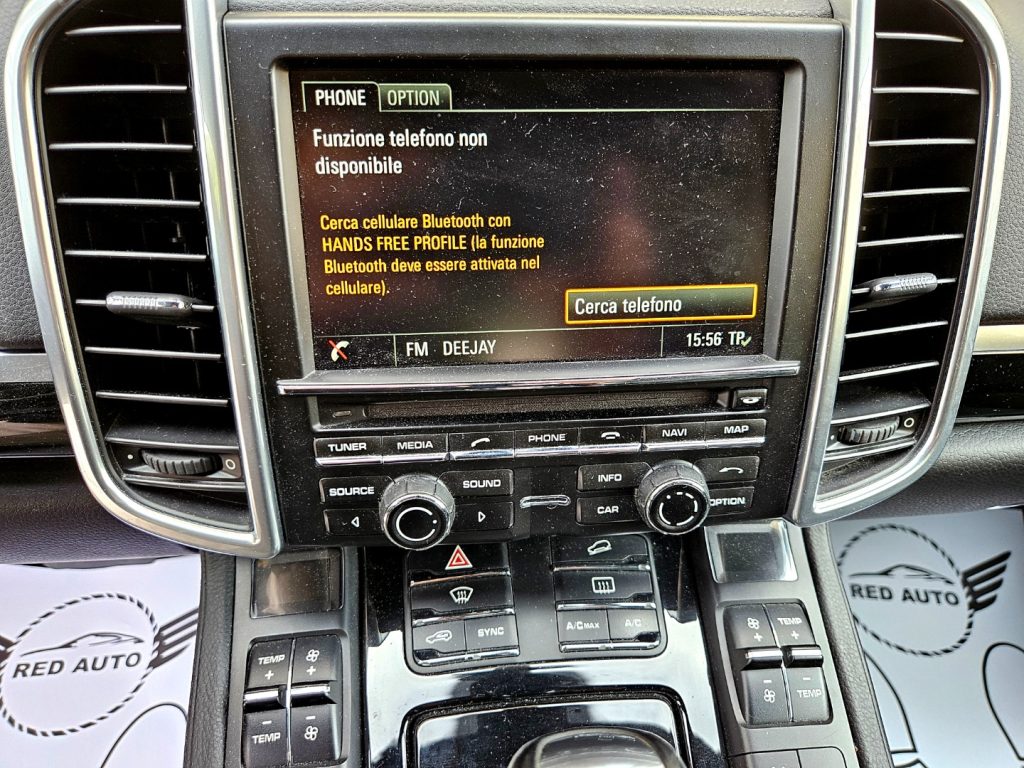 PHONE OPTION
Funzione telefono non
disponibile
Cerca cellulare Bluetooth con
HANDS FREE PROFILE (la funzione
Bluetooth deve essere attivata nel
cellulare).
Cerca telefono
FM DEEJAY 15:56 TP
TUNER MEDIA PHONE NAVI MAP
SOURCE SOUND INFO
CAR OPTION
SYNC A/C MAX A/C
TEMP + + + TEMP +
- TEMP - - - TEMP
RED AUTO
RED AUTO